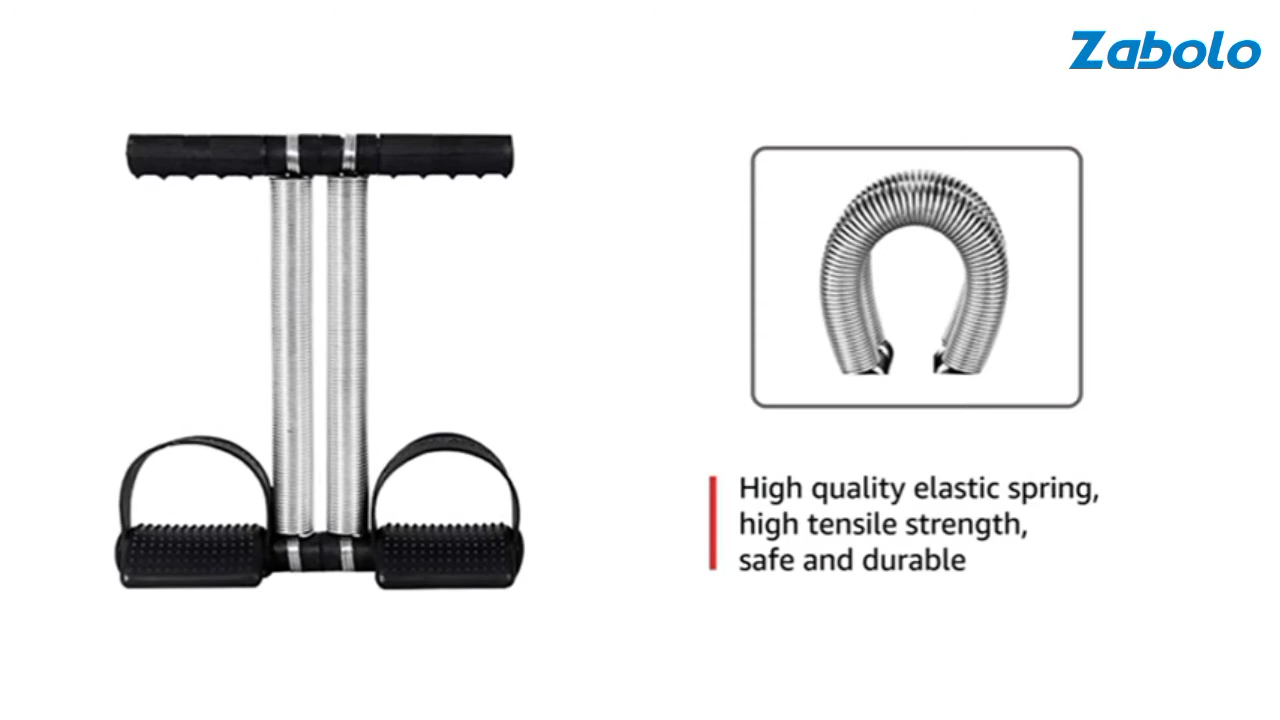 Zabolo
High quality elastic spring,
high tensile strength,
safe and durable